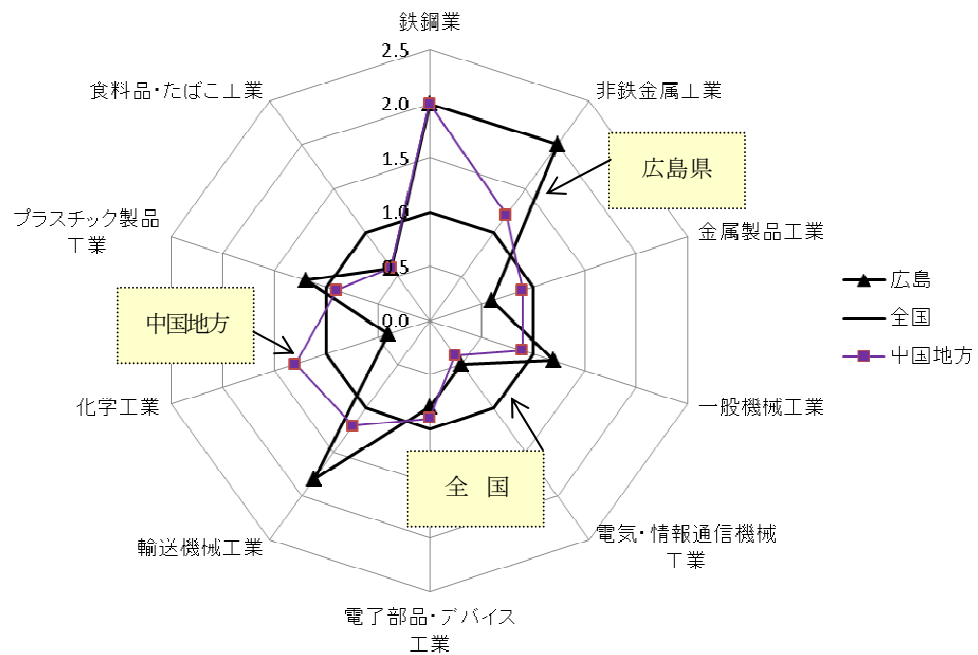 鉄鋼業
2.5
食料品・たばこ工業
非鉄金属工業
2.0
広島県
1.5
プラスチック製品
工業
金属製品工業
1.0
広島
0.5
全国
中国地方
0.0
中国地方
化学工業
一般機械工業
全　国
輸送機械工業
電気・情報通信機械
工業
電子部品・デバイス
工業